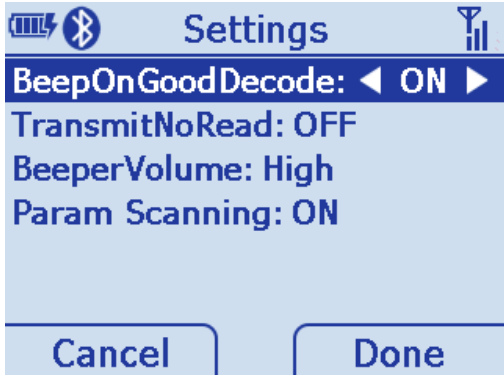 Settings
BeepOnGoodDecode: ◀ ON ▶
TransmitNoRead: OFF
BeeperVolume: High
Param Scanning: ON
Cancel Done